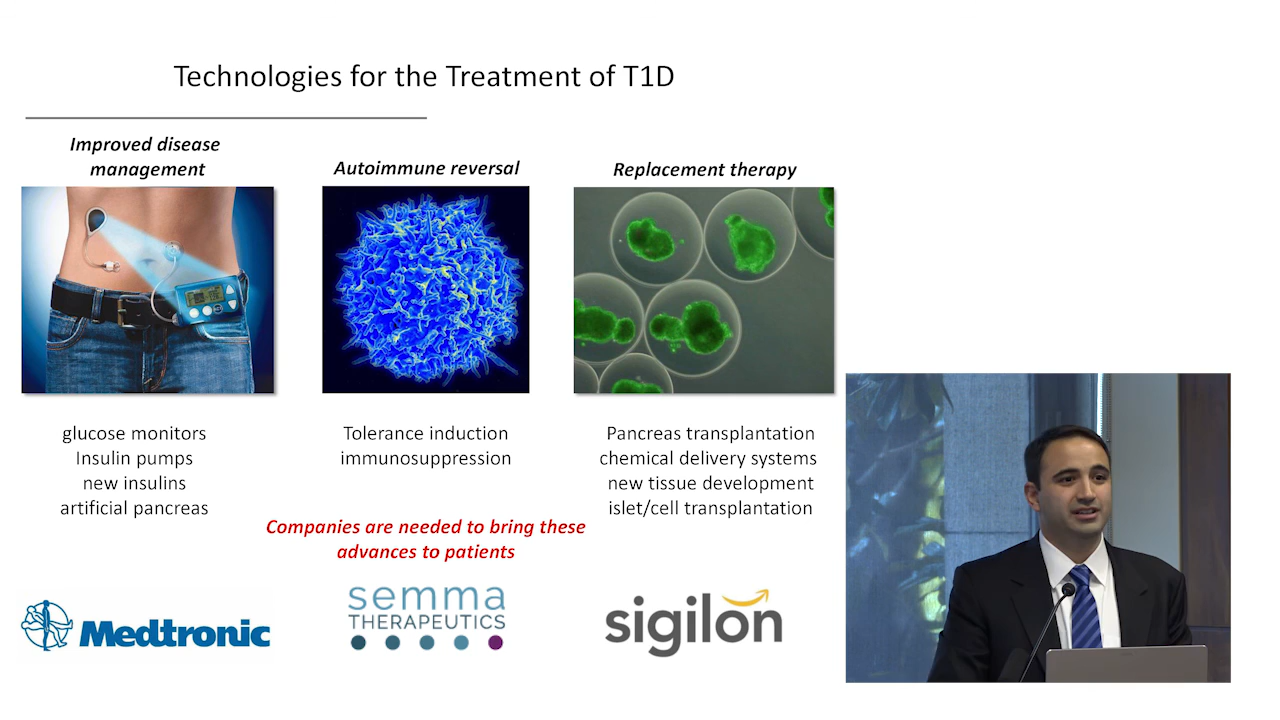 Technologies for the Treatment of T1D
Improved disease
management
Autoimmune reversal
Replacement therapy
glucose monitors
Insulin pumps
new insulins
artificial pancreas
Tolerance induction
immunosuppression
Pancreas transplantation
chemical delivery systems
new tissue development
islet/cell transplantation
Companies are needed to bring these
advances to patients
Medtronic
semma
THERAPEUTICS
sigilon